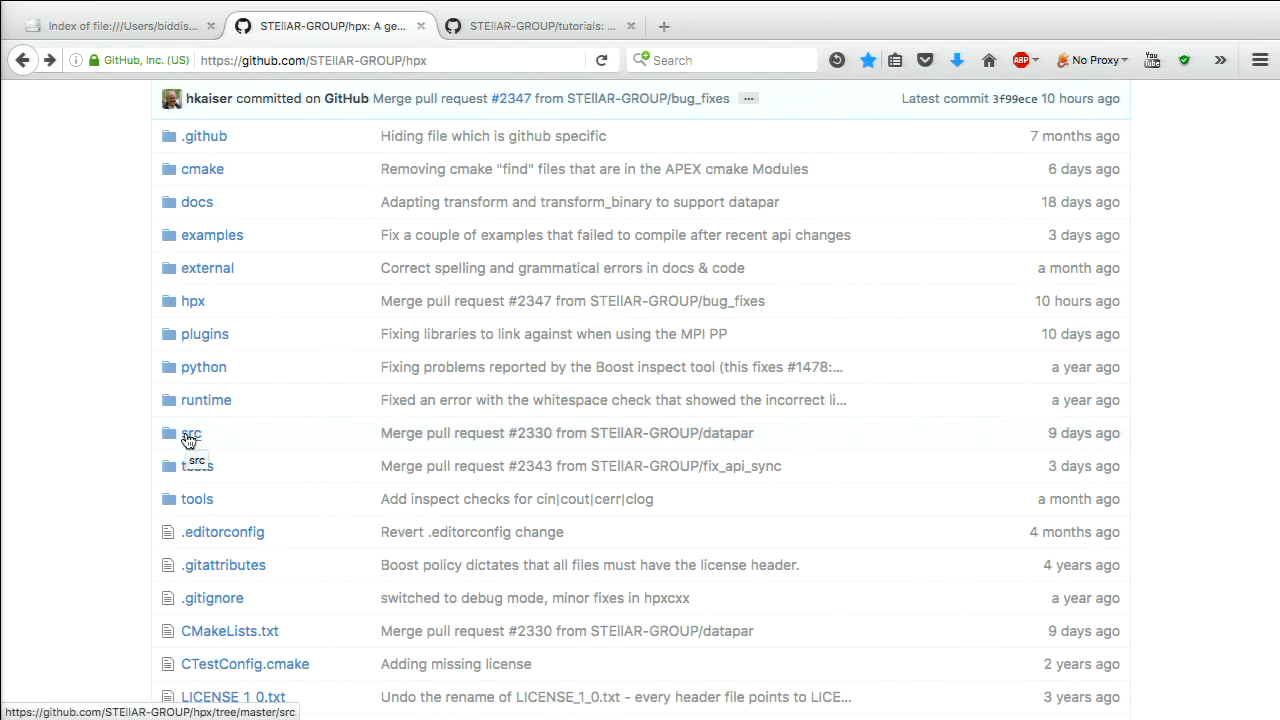 Index of file:///Users/biddis...
STEllAR-GROUP/hpx: A ge...
STEllAR-GROUP/tutorials: ...
GitHub, Inc. (US)
https://github.com/STEllAR-GROUP/hpx
Search
ABP
No Proxy
You Tube
hkaiser committed on GitHub Merge pull request #2347 from STEllAR-GROUP/bug_fixes ...
Latest commit 3f99ece 10 hours ago
.github Hiding file which is github specific 7 months ago
cmake Removing cmake "find" files that are in the APEX cmake Modules 6 days ago
docs Adapting transform and transform_binary to support datapar 18 days ago
examples Fix a couple of examples that failed to compile after recent api changes 3 days ago
external Correct spelling and grammatical errors in docs & code a month ago
hpx Merge pull request #2347 from STEllAR-GROUP/bug_fixes 10 hours ago
plugins Fixing libraries to link against when using the MPI PP 10 days ago
python Fixing problems reported by the Boost inspect tool (this fixes #1478:... a year ago
runtime Fixed an error with the whitespace check that showed the incorrect li... a year ago
src Merge pull request #2330 from STEllAR-GROUP/datapar 9 days ago
src
tests Merge pull request #2343 from STEllAR-GROUP/fix_api_sync 3 days ago
tools Add inspect checks for cin|cout|cerr|clog a month ago
.editorconfig Revert .editorconfig change 4 months ago
.gitattributes Boost policy dictates that all files must have the license header. 4 years ago
.gitignore switched to debug mode, minor fixes in hpxcxx a year ago
CMakeLists.txt Merge pull request #2330 from STEllAR-GROUP/datapar 9 days ago
CTestConfig.cmake Adding missing license 2 years ago
LICENSE_1_0.txt Undo the rename of LICENSE_1_0.txt - every header file points to LICE... 3 years ago
https://github.com/STEllAR-GROUP/hpx/tree/master/src